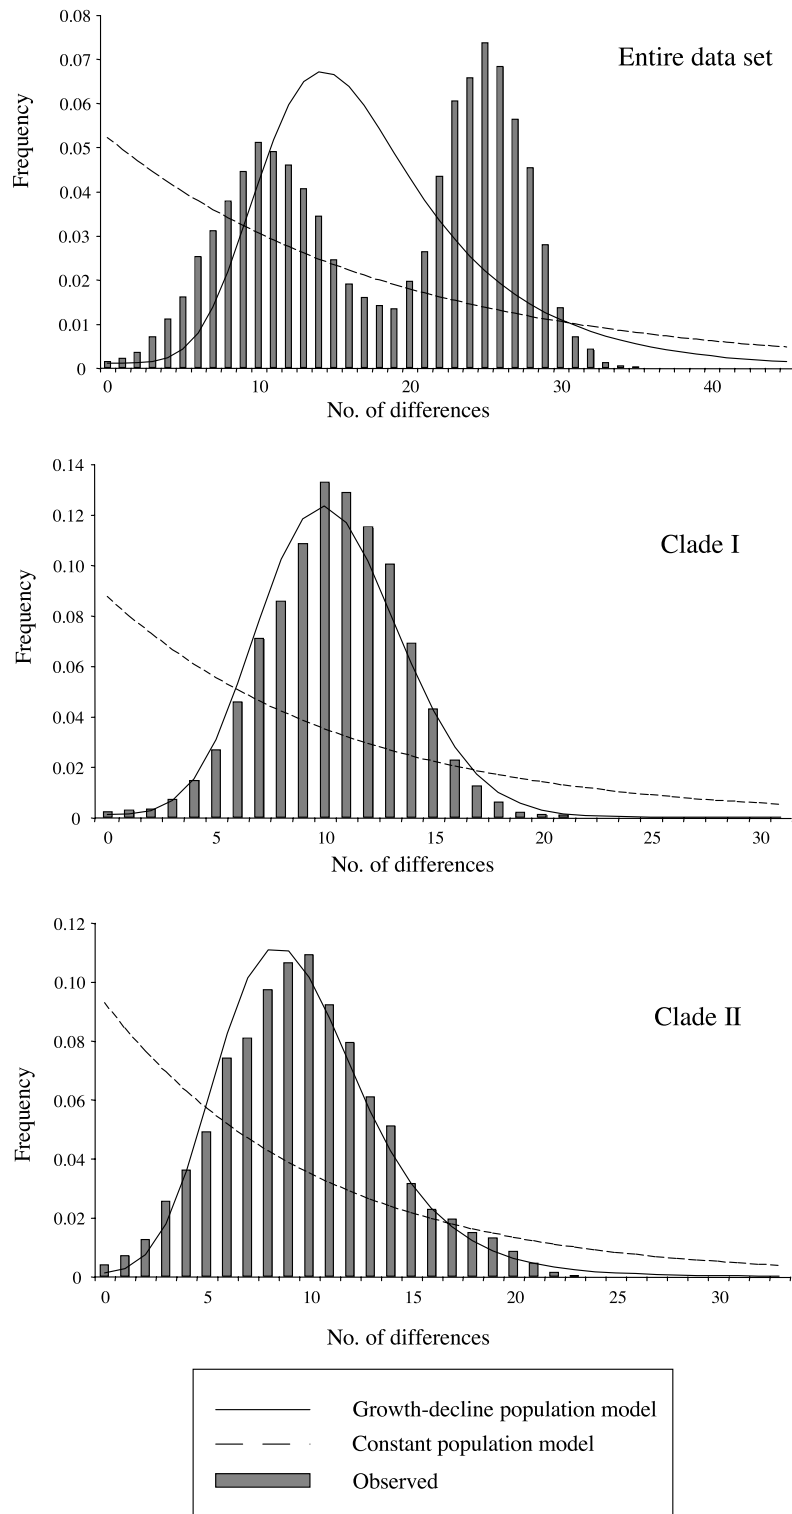 0.08
0.07
0.06
0.05
0.04
0.03
0.02
0.01
0
Frequency
Entire data set
0 10 20 30 40
No. of differences
0.14
0.12
0.10
0.08
0.06
0.04
0.02
0
Frequency
Clade I
0 5 10 15 20 25 30
No. of differences
0.12
0.10
0.08
0.06
0.04
0.02
0
Frequency
Clade II
0 5 10 15 20 25 30
No. of differences
Growth-decline population model
Constant population model
Observed